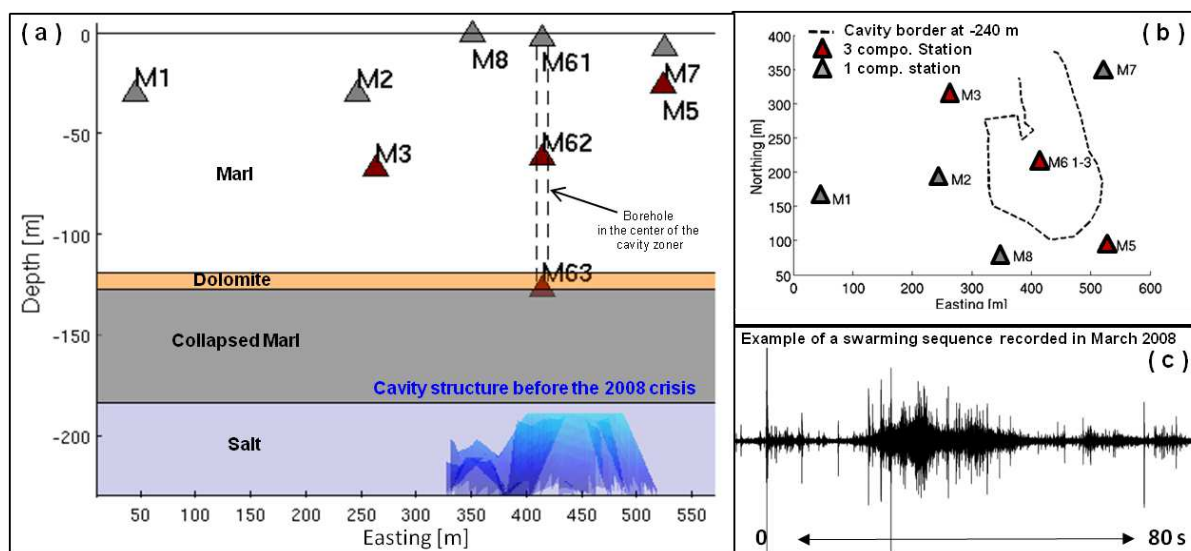 ( a )
0
-50
-100
-150
-200
Depth [m]
M1
M2
M3
M8
M61
M62
M63
M7
M5
Marl
Borehole
in the center of the
cavity zoner
Dolomite
Collapsed Marl
Cavity structure before the 2008 crisis
Salt
50 100 150 200 250 300 350 400 450 500 550
Easting [m]
( b )
Cavity border at -240 m
3 compo. Station
1 comp. station
400
350
300
250
200
150
100
50
Northing [m]
M3
M7
M6 1-3
M2
M1
M8
M5
0 100 200 300 400 500 600
Easting [m]
Example of a swarming sequence recorded in March 2008
( c )
0 80 s